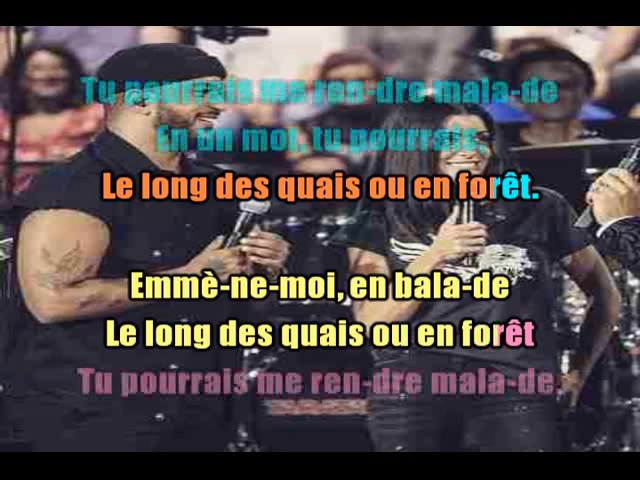 Tu pourrais me ren-dre mala-de
En un mot, tu pourrais,
Le long des quais ou en forêt.
Emmè-ne-moi, en bala-de
Le long des quais ou en forêt
Tu pourrais me ren-dre mala-de.